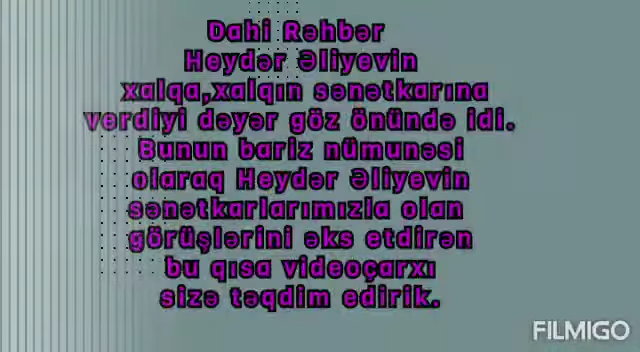 Dahi Rəhbər
Heydər Əliyevin
xalqa,xalqın sənətkarına
verdiyi dəyər göz önündə idi.
Bunun bariz nümunəsi
olaraq Heydər Əliyevin
sənətkarlarımızla olan
görüşlərini əks etdirən
bu qısa videoçarxı
sizə təqdim edirik.
FILMIGO